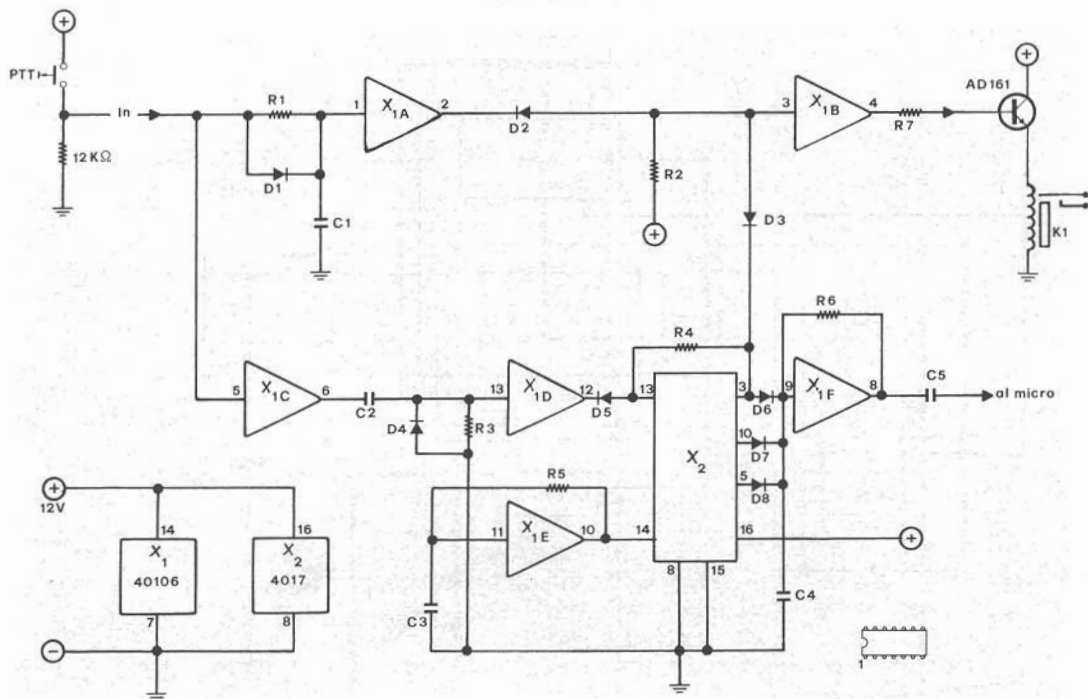 +
PTT
In
12KΩ
R1
D1
C1
1
X1A
2
D2
R2
+
3
X1B
4
R7
AD161
+
K1
D3
5
X1C
6
C2
D4
R3
13
X1D
12
D5
R4
13
X2
3
D6
10
D7
5
D8
16
+
14
8
15
R6
9
X1F
8
C5
al micro
C4
R5
11
X1E
10
C3
+
12V
14
X1
40106
7
16
X2
4017
8
−
1